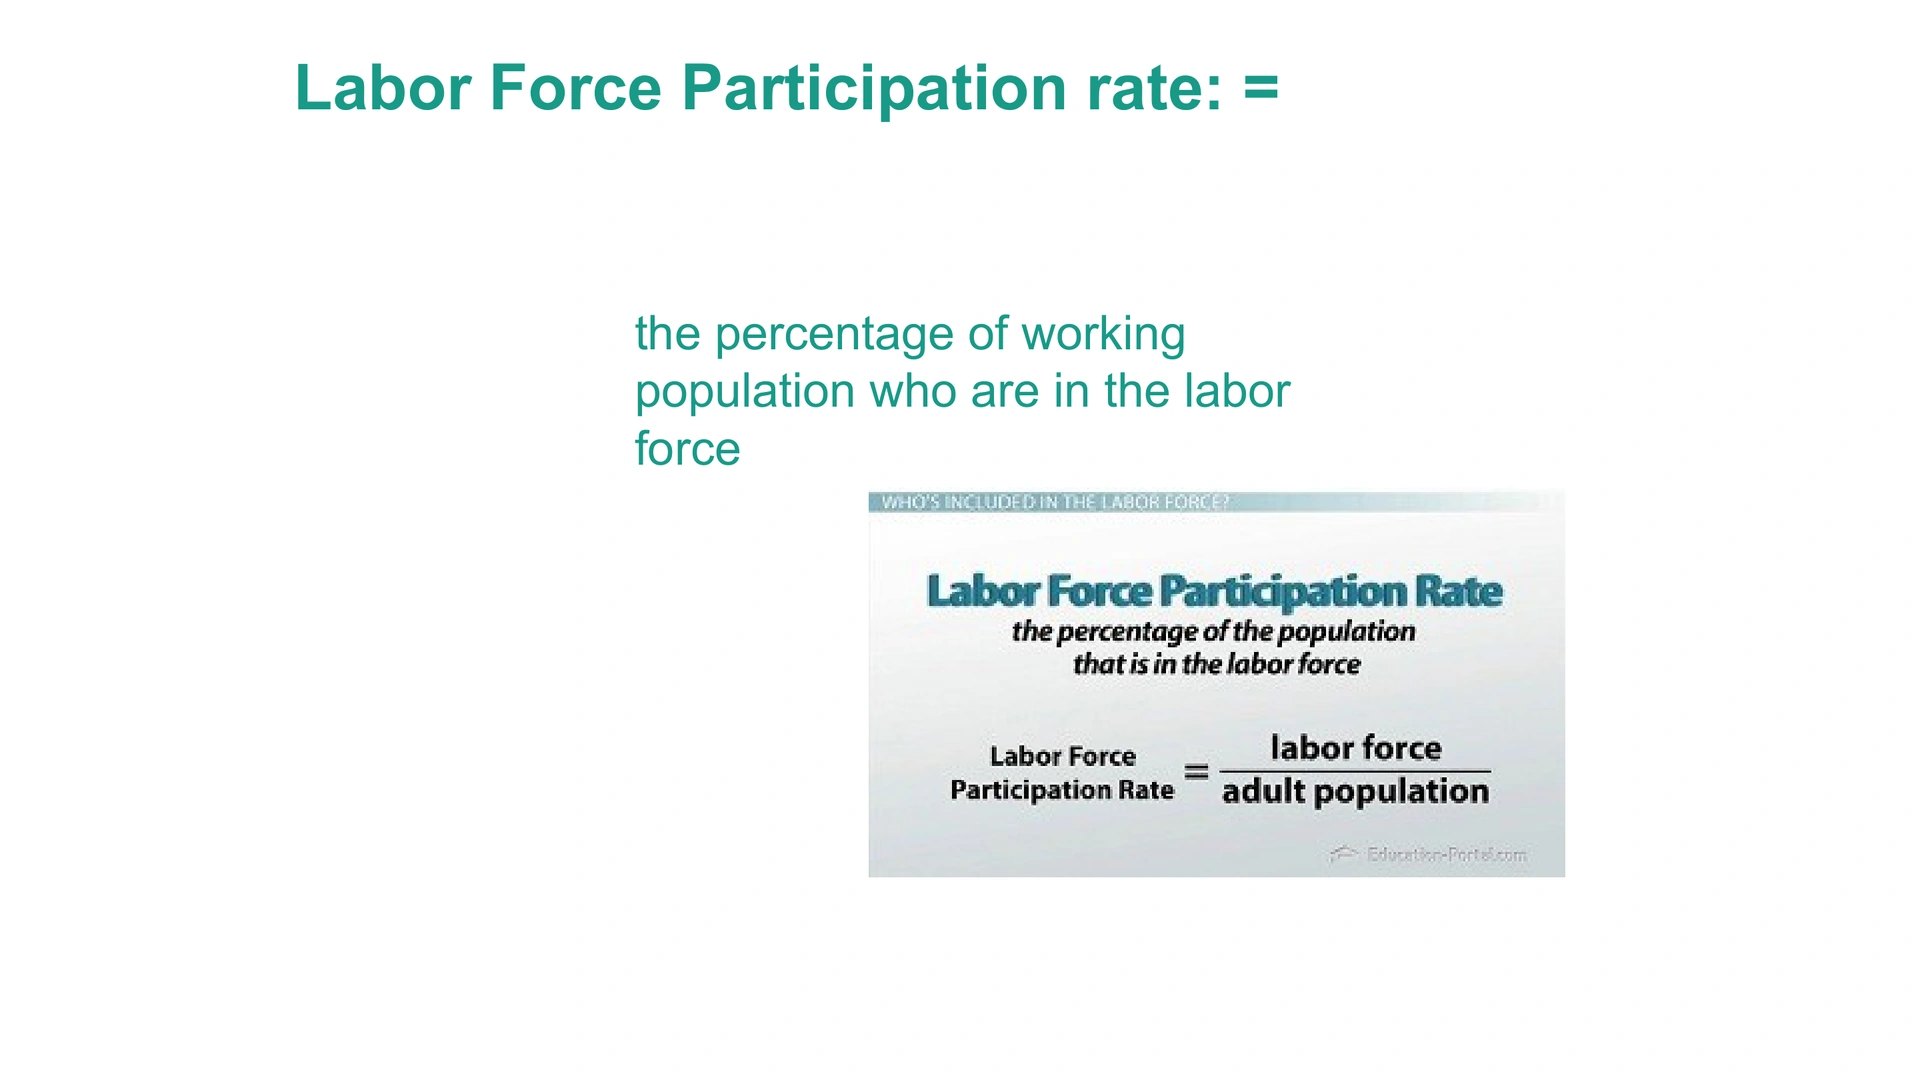 Labor Force Participation rate: =
the percentage of working
population who are in the labor
force
WHO'S INCLUDED IN THE LABOR FORCE?
Labor Force Participation Rate
the percentage of the population
that is in the labor force
Labor Force
Participation Rate
=
labor force
adult population
Education-Portal.com